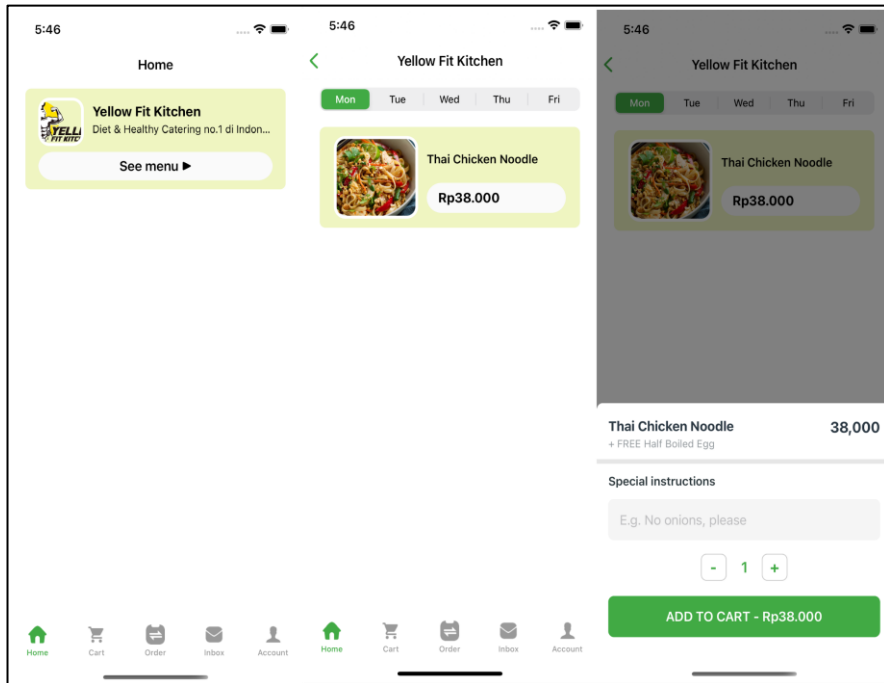 5:46
Home
YELL
FIT KITC
Yellow Fit Kitchen
Diet & Healthy Catering no.1 di Indon...
See menu ▶
Home
Cart
Order
Inbox
Account
5:46
Yellow Fit Kitchen
Mon Tue Wed Thu Fri
Thai Chicken Noodle
Rp38.000
Home
Cart
Order
Inbox
Account
5:46
Yellow Fit Kitchen
Mon Tue Wed Thu Fri
Thai Chicken Noodle
Rp38.000
Thai Chicken Noodle 38,000
+ FREE Half Boiled Egg
Special instructions
E.g. No onions, please
- 1 +
ADD TO CART - Rp38.000